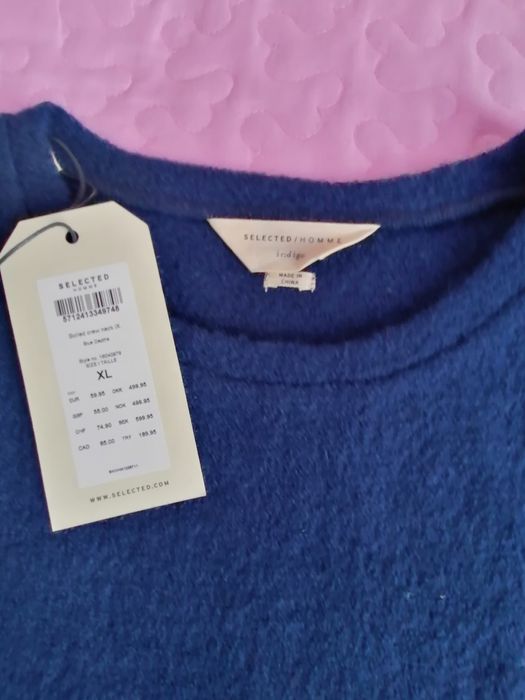 SELECTED
HOMME
5712413349748
crew neck IX
Blue Depths
Style no:
SIZE / TAILLE
XL
EUR 59.95 DKK 499.95
GBP 55.00 NOK 499.95
CHF 74.90 SEK 599.95
CAD 85.00 TRY 189.95
WWW.SELECTED.COM
SELECTED / HOMME
indigo
MADE IN
CHINA